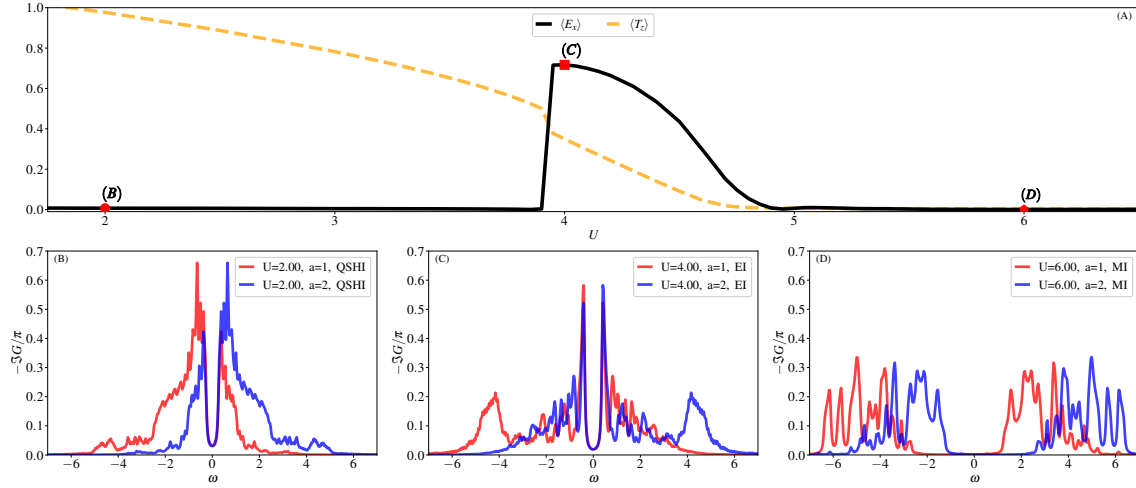 1.0
0.8
0.6
0.4
0.2
0.0
⟨E_x⟩
⟨T_z⟩
(A)
(B)
(C)
(D)
2 3 4 5 6
U
0.7
0.6
0.5
0.4
0.3
0.2
0.1
0.0
−ℑG/π
(B)
U=2.00, a=1, QSHI
U=2.00, a=2, QSHI
−6 −4 −2 0 2 4 6
ω
0.7
0.6
0.5
0.4
0.3
0.2
0.1
0.0
−ℑG/π
(C)
U=4.00, a=1, EI
U=4.00, a=2, EI
−6 −4 −2 0 2 4 6
ω
0.7
0.6
0.5
0.4
0.3
0.2
0.1
0.0
−ℑG/π
(D)
U=6.00, a=1, MI
U=6.00, a=2, MI
−6 −4 −2 0 2 4 6
ω